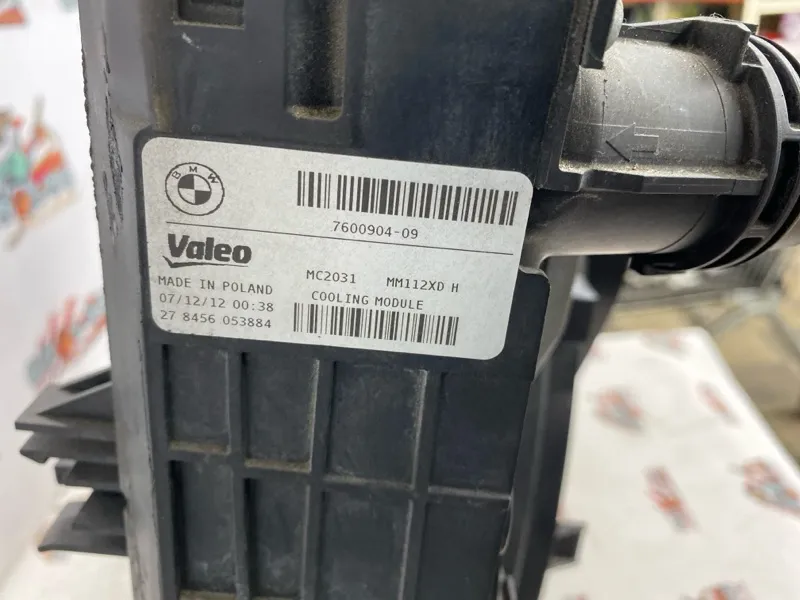 BMW
7600904-09
Valeo
MADE IN POLAND
MC2031 MM112XD H
07/12/12 00:38
COOLING MODULE
27 8456 053884